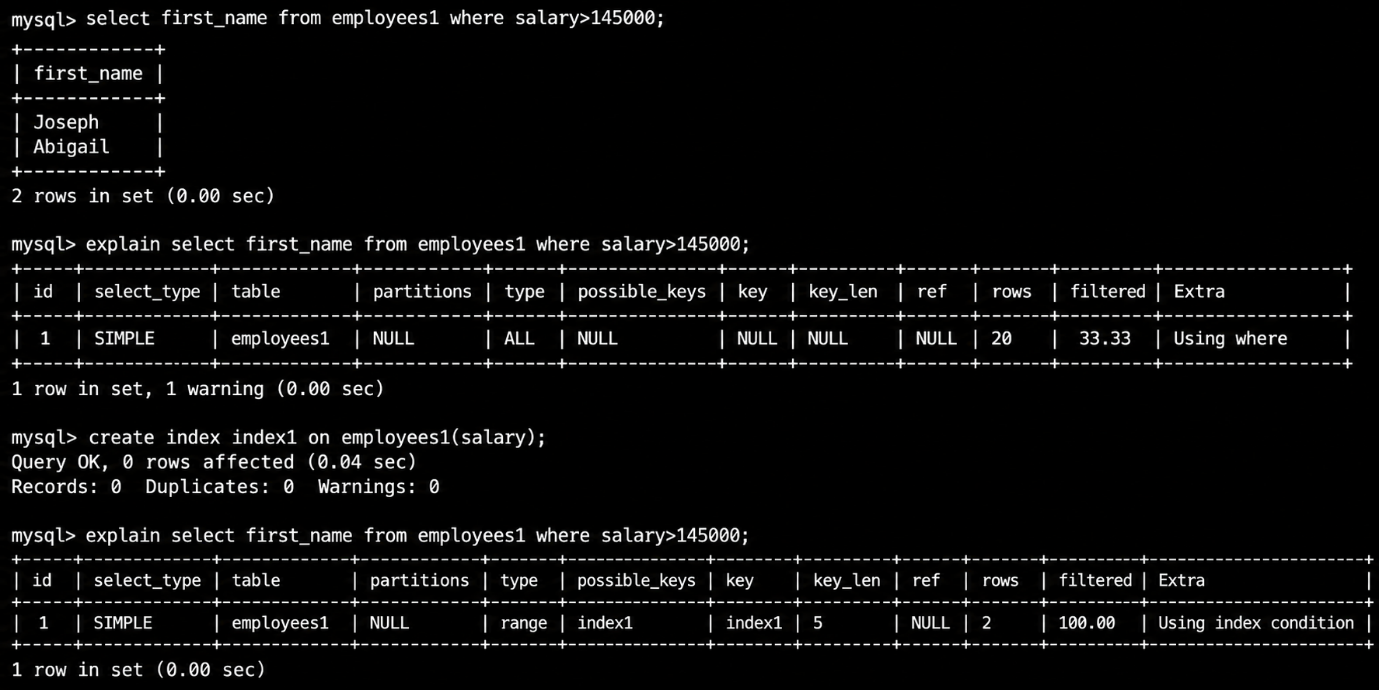 mysql> select first_name from employees1 where salary>145000;
+------------+
| first_name |
+------------+
| Joseph     |
| Abigail    |
+------------+
2 rows in set (0.00 sec)
mysql> explain select first_name from employees1 where salary>145000;
+----+-------------+------------+------------+------+---------------+------+---------+------+------+----------+-------------+
| id | select_type | table      | partitions | type | possible_keys | key  | key_len | ref  | rows | filtered | Extra       |
+----+-------------+------------+------------+------+---------------+------+---------+------+------+----------+-------------+
| 1 | SIMPLE      | employees1 | NULL       | ALL  | NULL          | NULL | NULL    | NULL | 20   | 33.33    | Using where |
+----+-------------+------------+------------+------+---------------+------+---------+------+------+----------+-------------+
1 row in set, 1 warning (0.00 sec)
mysql> create index index1 on employees1(salary);
Query OK, 0 rows affected (0.04 sec)
Records: 0  Duplicates: 0  Warnings: 0
mysql> explain select first_name from employees1 where salary>145000;
+----+-------------+------------+------------+-------+---------------+--------+---------+------+------+----------+-----------------------+
| id | select_type | table      | partitions | type  | possible_keys | key    | key_len | ref  | rows | filtered | Extra                 |
+----+-------------+------------+------------+-------+---------------+--------+---------+------+------+----------+-----------------------+
| 1 | SIMPLE      | employees1 | NULL       | range | index1        | index1 | 5       | NULL | 2    | 100.00   | Using index condition |
+----+-------------+------------+------------+-------+---------------+--------+---------+------+------+----------+-----------------------+
1 row in set (0.00 sec)